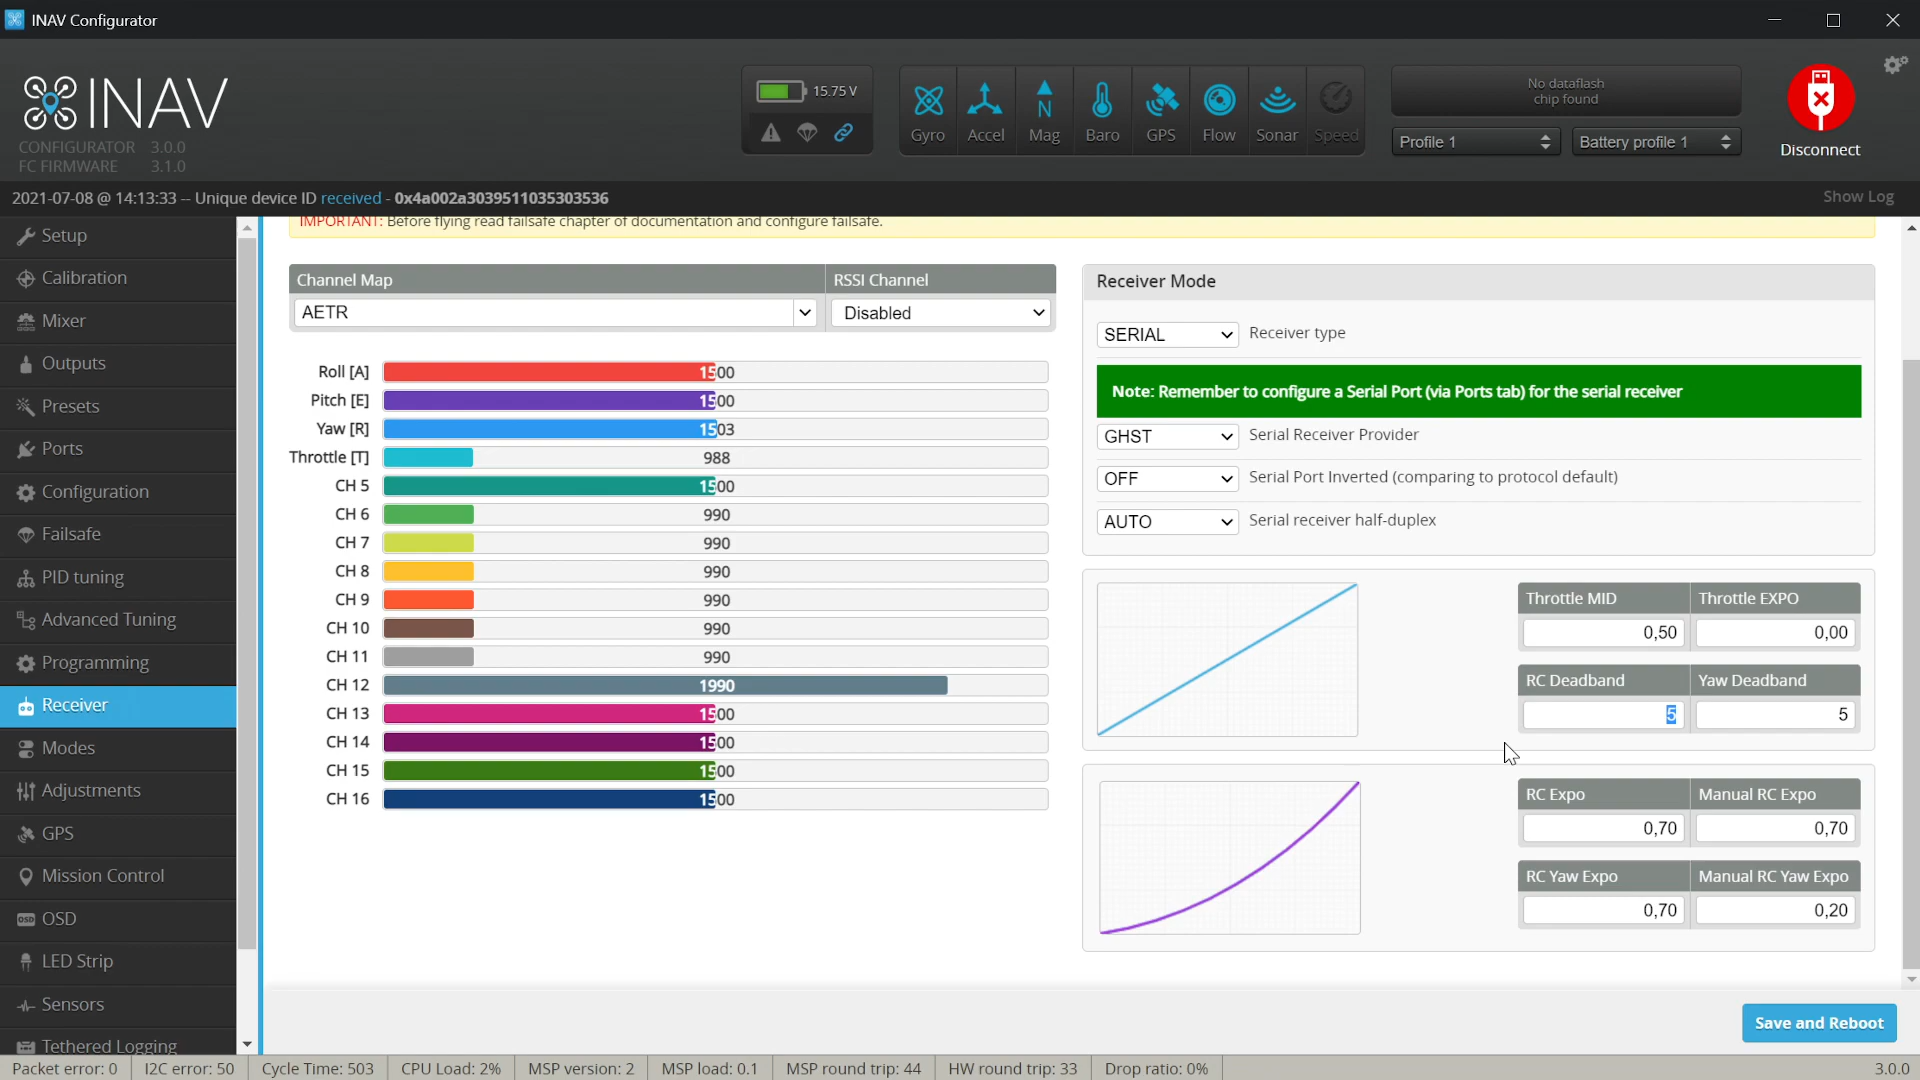 INAV Configurator
INAV
CONFIGURATOR 3.0.0
FC FIRMWARE 3.1.0
15.75 V
Gyro
Accel
Mag
Baro
GPS
Flow
Sonar
Speed
No dataflash
chip found
Profile 1
Battery profile 1
Disconnect
2021-07-08 @ 14:13:33 -- Unique device ID received - 0x4a002a3039511035303536
Show Log
Setup
Calibration
Mixer
Outputs
Presets
Ports
Configuration
Failsafe
PID tuning
Advanced Tuning
Programming
Receiver
Modes
Adjustments
GPS
Mission Control
OSD
LED Strip
Sensors
Tethered Logging
IMPORTANT: Before flying read failsafe chapter of documentation and configure failsafe.
Channel Map
RSSI Channel
AETR
Disabled
Roll [A] 1500
Pitch [E] 1500
Yaw [R] 1503
Throttle [T] 988
CH 5 1500
CH 6 990
CH 7 990
CH 8 990
CH 9 990
CH 10 990
CH 11 990
CH 12 1990
CH 13 1500
CH 14 1500
CH 15 1500
CH 16 1500
Receiver Mode
SERIAL Receiver type
Note: Remember to configure a Serial Port (via Ports tab) for the serial receiver
GHST Serial Receiver Provider
OFF Serial Port Inverted (comparing to protocol default)
AUTO Serial receiver half-duplex
Throttle MID Throttle EXPO
0,50 0,00
RC Deadband Yaw Deadband
5 5
RC Expo Manual RC Expo
0,70 0,70
RC Yaw Expo Manual RC Yaw Expo
0,70 0,20
Save and Reboot
Packet error: 0 I2C error: 50 Cycle Time: 503 CPU Load: 2% MSP version: 2 MSP load: 0.1 MSP round trip: 44 HW round trip: 33 Drop ratio: 0% 3.0.0